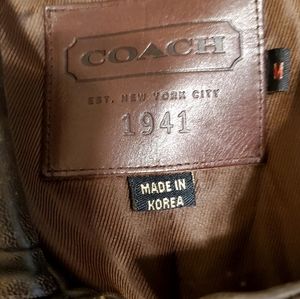 COACH
EST. NEW YORK CITY
1941
M
MADE IN
KOREA